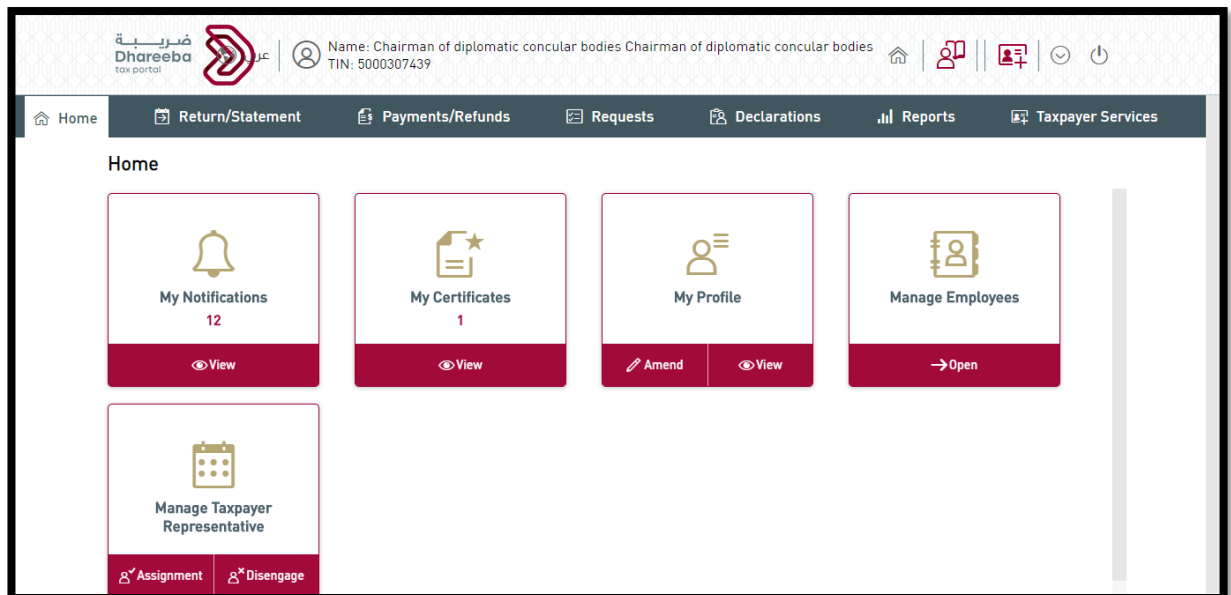 ضريبة
Dhareeba
tax portal
Name: Chairman of diplomatic concular bodies Chairman of diplomatic concular bodies
TIN: 5000307439
Home
Return/Statement
Payments/Refunds
Requests
Declarations
Reports
Taxpayer Services
Home
My Notifications
12
View
My Certificates
1
View
My Profile
Amend
View
Manage Employees
Open
Manage Taxpayer
Representative
Assignment
Disengage